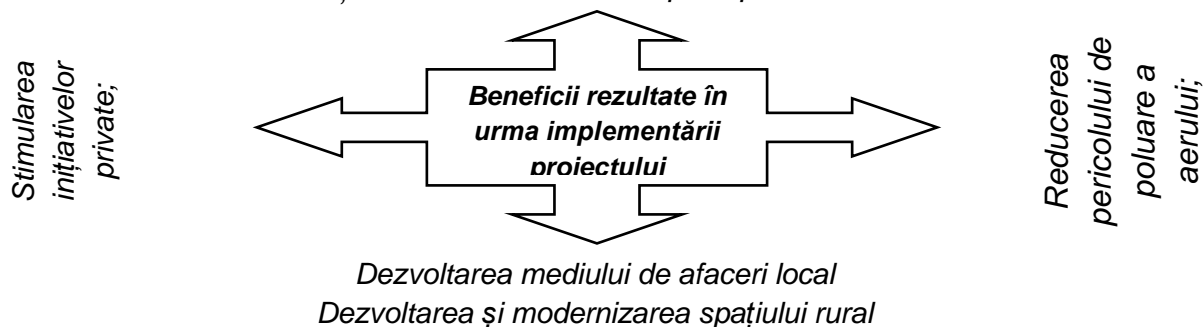 Stimularea
inițiativelor
private;
Beneficii rezultate în
urma implementării
proiectului
Reducerea
pericolului de
poluare a
aerului;
Dezvoltarea mediului de afaceri local
Dezvoltarea și modernizarea spațiului rural